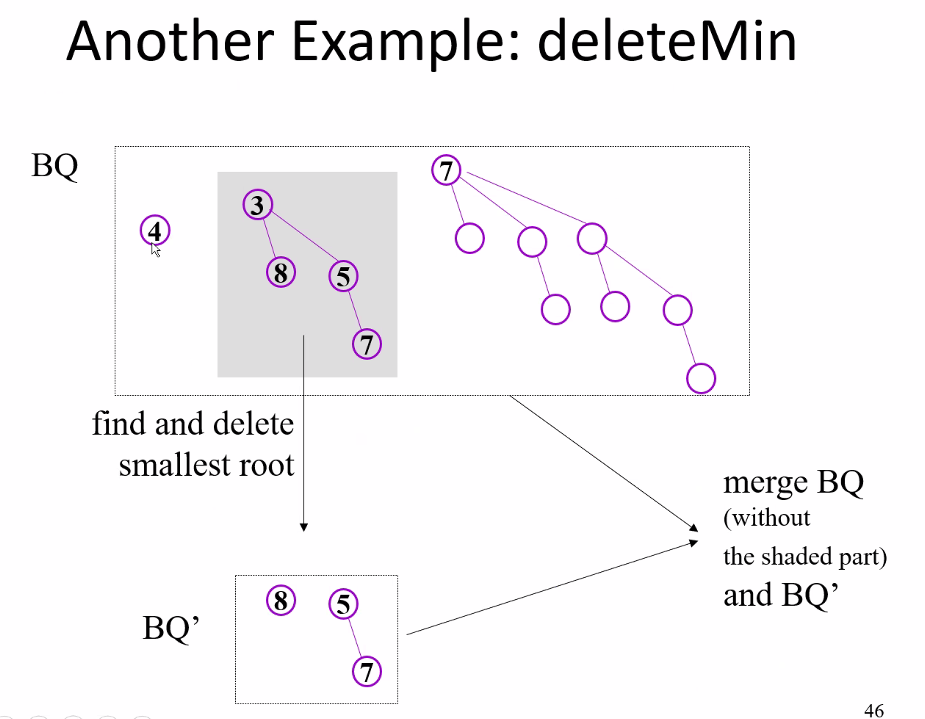 Another Example: deleteMin
BQ
7
3
4
8
5
7
find and delete
smallest root
merge BQ
(without
the shaded part)
and BQ’
8
5
BQ’
7
46